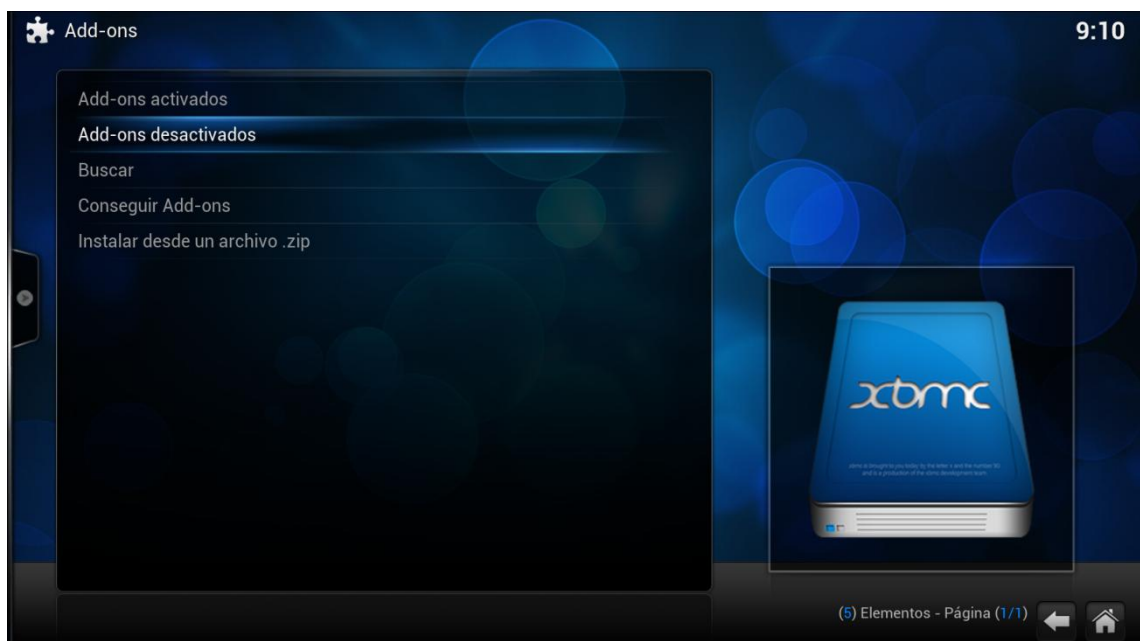 Add-ons
9:10
Add-ons activados
Add-ons desactivados
Buscar
Conseguir Add-ons
Instalar desde un archivo .zip
xbmc
(5) Elementos - Página (1/1)